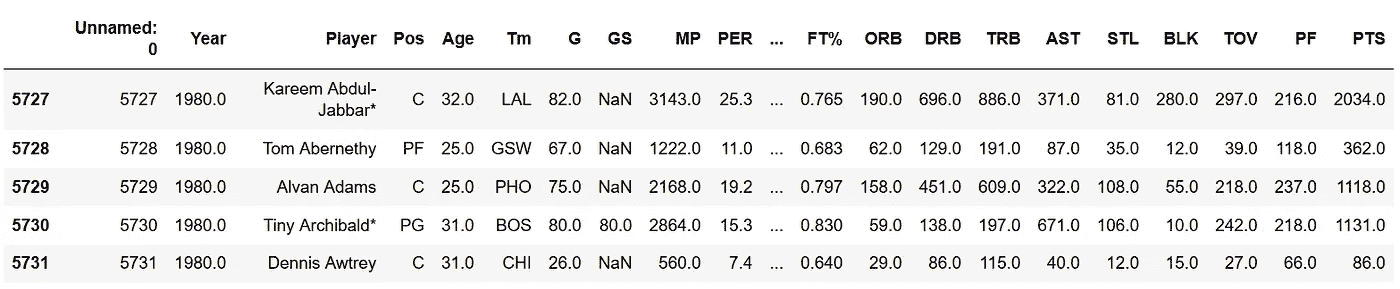 Unnamed: 0 Year Player Pos Age Tm G GS MP PER ... FT% ORB DRB TRB AST STL BLK TOV PF PTS
5727 5727 1980.0 Kareem Abdul-Jabbar* C 32.0 LAL 82.0 NaN 3143.0 25.3 ... 0.765 190.0 696.0 886.0 371.0 81.0 280.0 297.0 216.0 2034.0
5728 5728 1980.0 Tom Abernethy PF 25.0 GSW 67.0 NaN 1222.0 11.0 ... 0.683 62.0 129.0 191.0 87.0 35.0 12.0 39.0 118.0 362.0
5729 5729 1980.0 Alvan Adams C 25.0 PHO 75.0 NaN 2168.0 19.2 ... 0.797 158.0 451.0 609.0 322.0 108.0 55.0 218.0 237.0 1118.0
5730 5730 1980.0 Tiny Archibald* PG 31.0 BOS 80.0 80.0 2864.0 15.3 ... 0.830 59.0 138.0 197.0 671.0 106.0 10.0 242.0 218.0 1131.0
5731 5731 1980.0 Dennis Awtrey C 31.0 CHI 26.0 NaN 560.0 7.4 ... 0.640 29.0 86.0 115.0 40.0 12.0 15.0 27.0 66.0 86.0